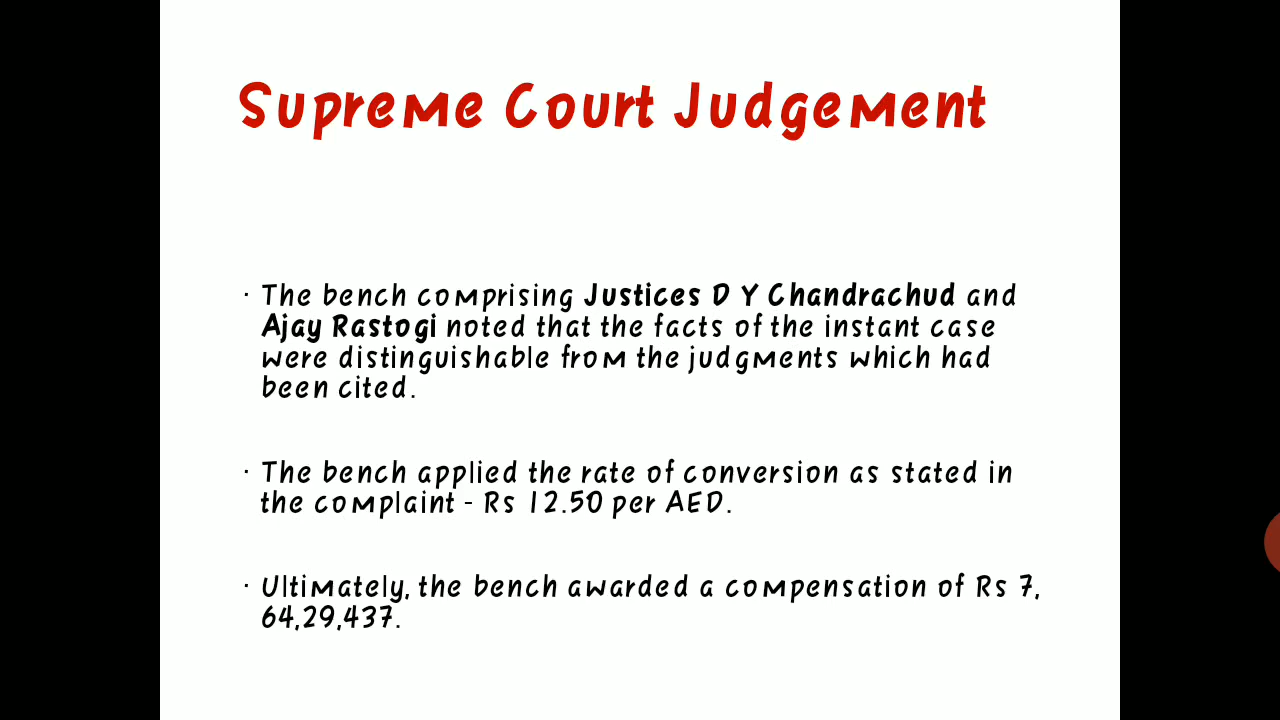 Supreme Court Judgement
· The bench comprising Justices D Y Chandrachud and
Ajay Rastogi noted that the facts of the instant case
were distinguishable from the judgments which had
been cited.
· The bench applied the rate of conversion as stated in
the complaint - Rs 12.50 per AED.
· Ultimately, the bench awarded a compensation of Rs 7,
64,29,437.